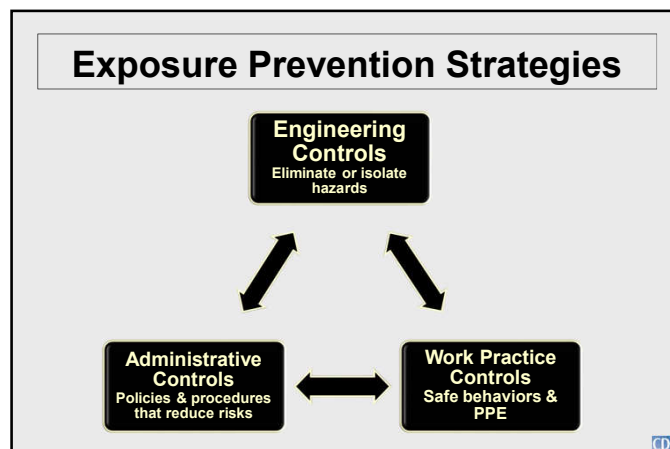 Exposure Prevention Strategies
Engineering
Controls
Eliminate or isolate
hazards
Administrative
Controls
Policies & procedures
that reduce risks
Work Practice
Controls
Safe behaviors &
PPE